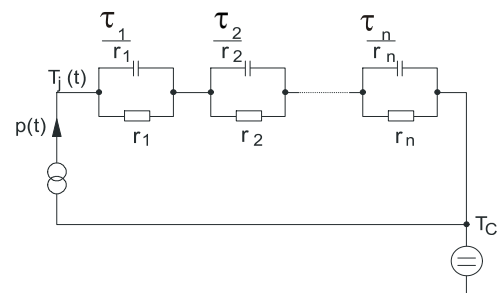 τ1/r1 τ2/r2 τn/rn
Tj(t)
p(t)
r1 r2 rn
TC